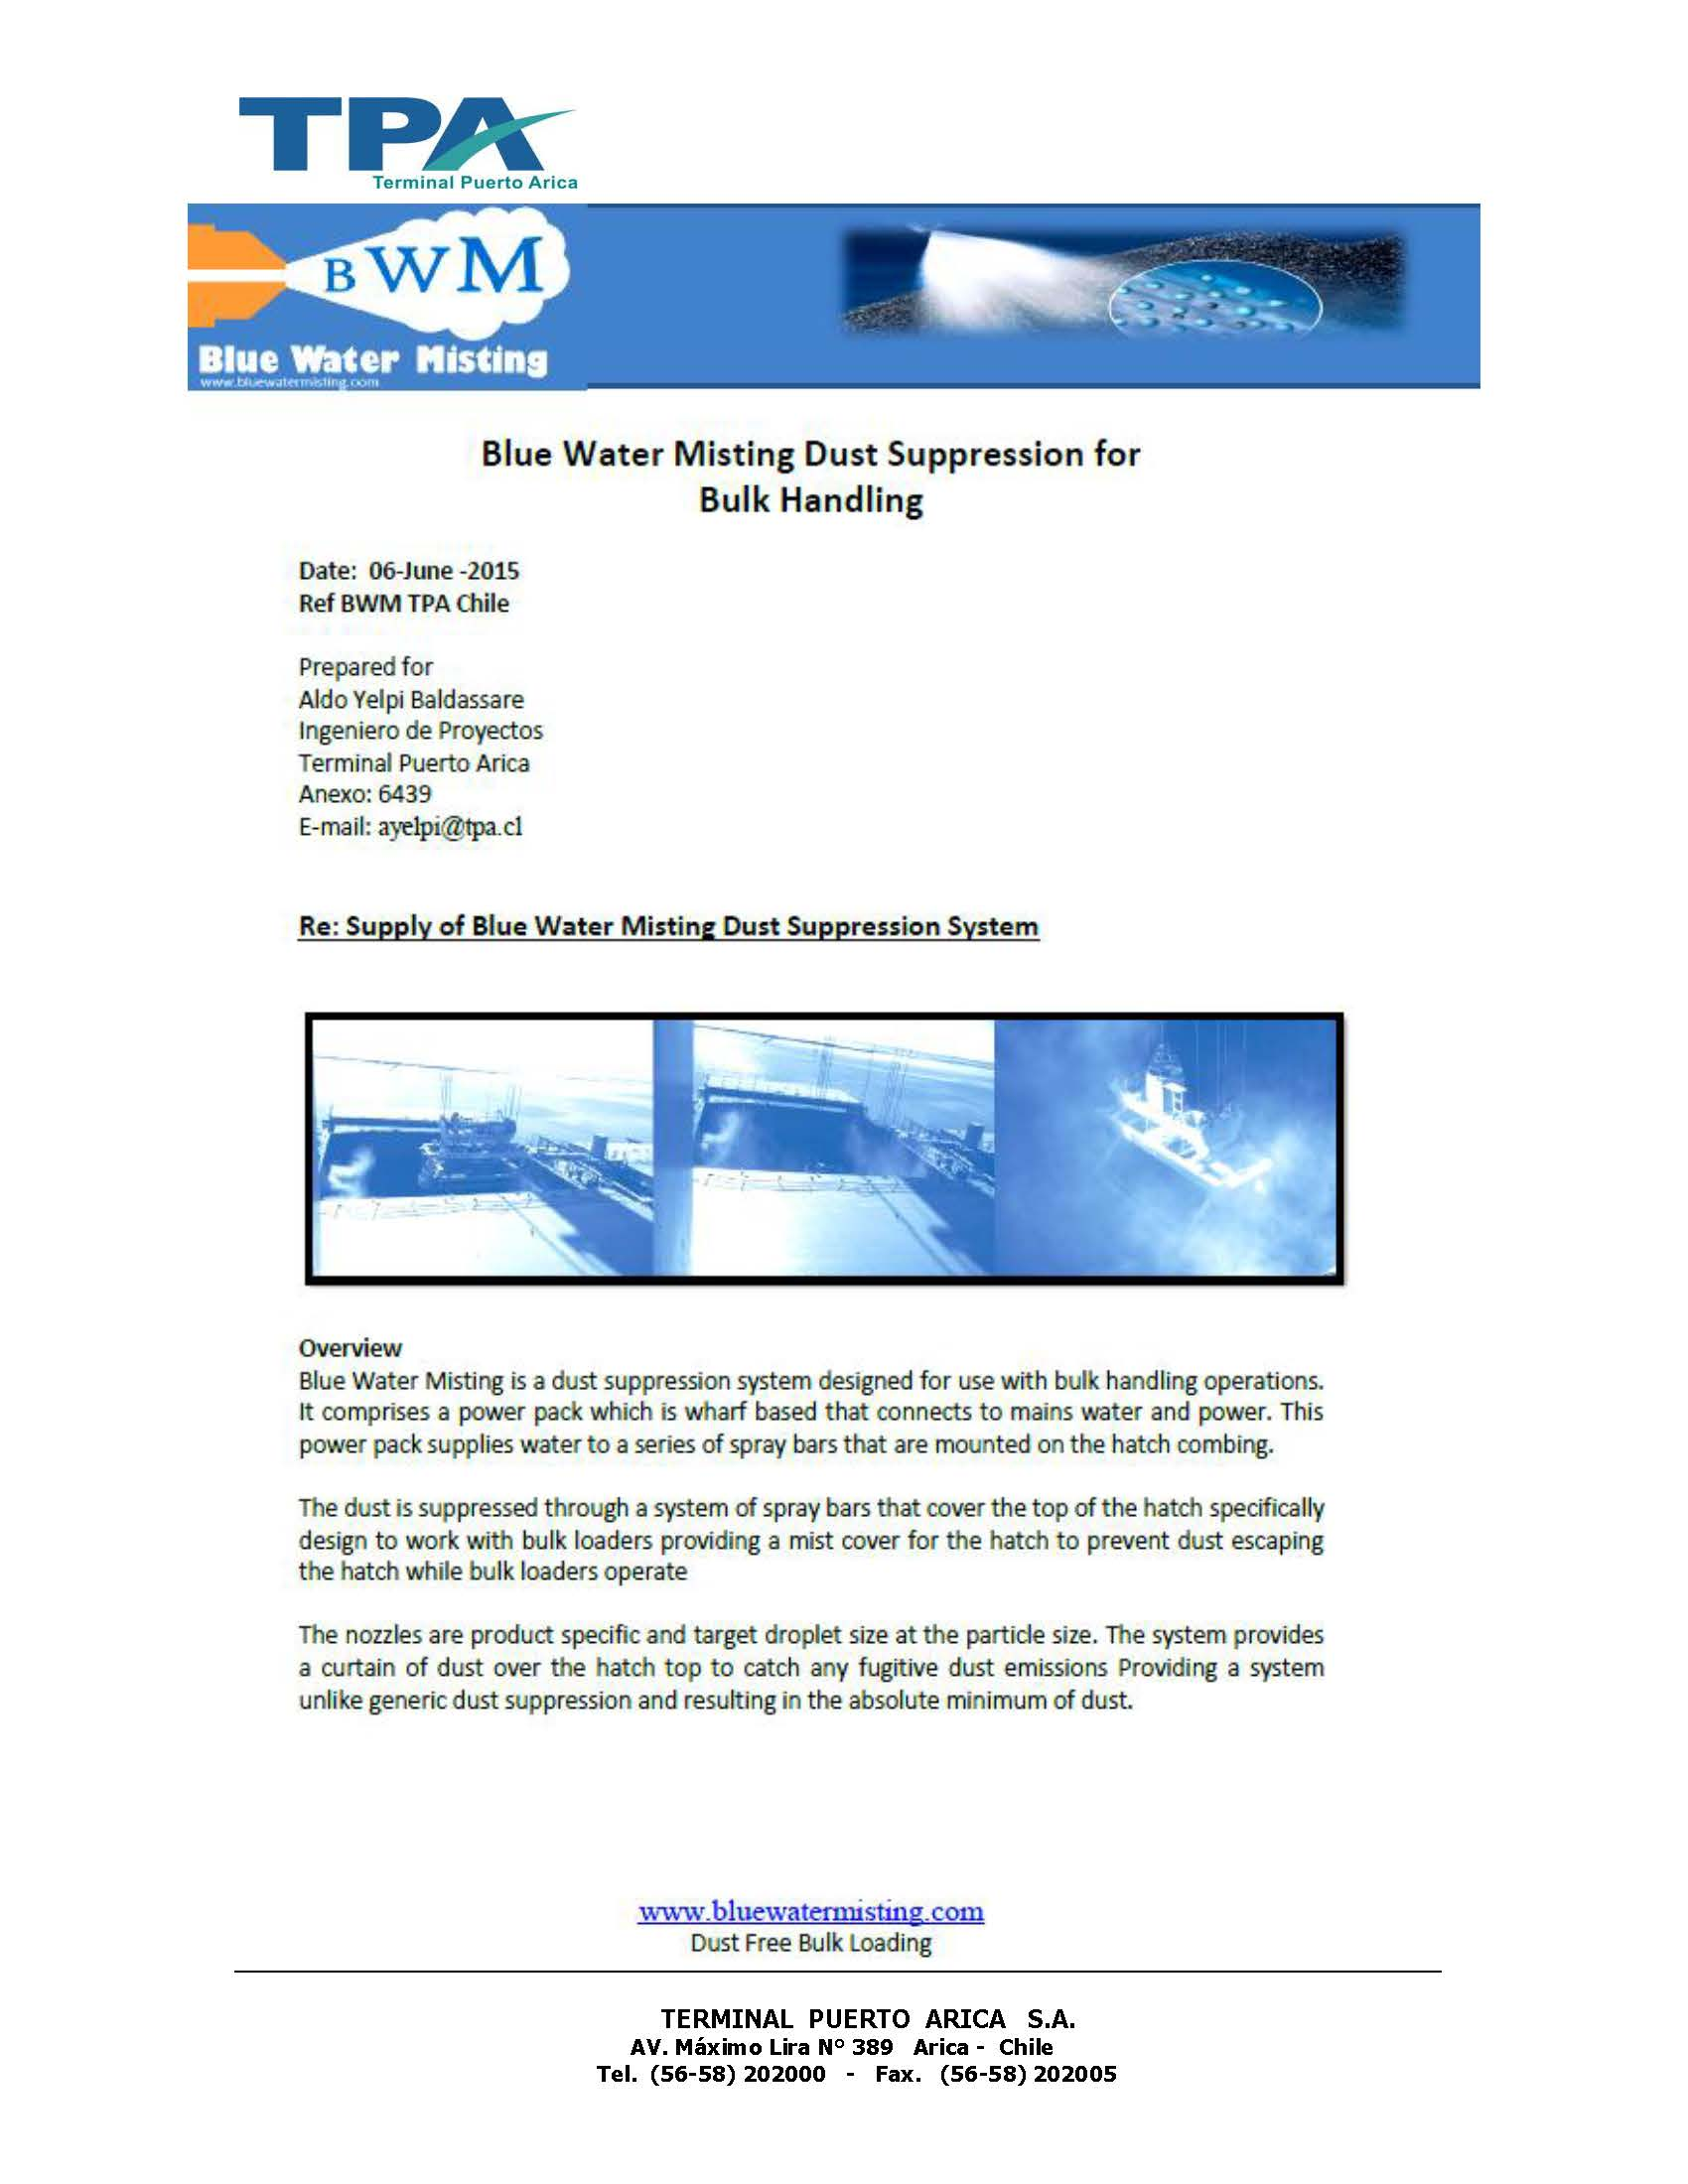 TPA
Terminal Puerto Arica
BWM
Blue Water Misting
www.bluewatermisting.com
Blue Water Misting Dust Suppression for
Bulk Handling
Date:  06-June -2015
Ref BWM TPA Chile
Prepared for
Aldo Yelpi Baldassare
Ingeniero de Proyectos
Terminal Puerto Arica
Anexo: 6439
E-mail: ayelpi@tpa.cl
Re: Supply of Blue Water Misting Dust Suppression System
Overview
Blue Water Misting is a dust suppression system designed for use with bulk handling operations.
It comprises a power pack which is wharf based that connects to mains water and power. This
power pack supplies water to a series of spray bars that are mounted on the hatch combing.
The dust is suppressed through a system of spray bars that cover the top of the hatch specifically
design to work with bulk loaders providing a mist cover for the hatch to prevent dust escaping
the hatch while bulk loaders operate
The nozzles are product specific and target droplet size at the particle size. The system provides
a curtain of dust over the hatch top to catch any fugitive dust emissions Providing a system
unlike generic dust suppression and resulting in the absolute minimum of dust.
www.bluewatermisting.com
Dust Free Bulk Loading
TERMINAL PUERTO ARICA S.A.
AV. Máximo Lira Nº 389 Arica - Chile
Tel. (56-58) 202000 - Fax. (56-58) 202005